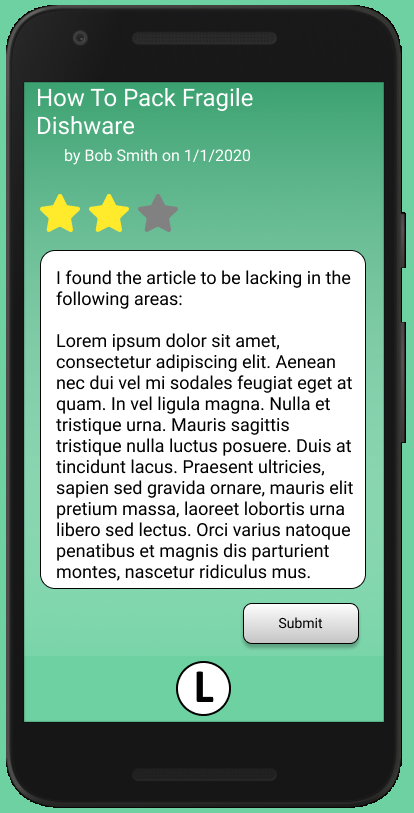 How To Pack Fragile
Dishware
by Bob Smith on 1/1/2020
I found the article to be lacking in the
following areas:
Lorem ipsum dolor sit amet,
consectetur adipiscing elit. Aenean
nec dui vel mi sodales feugiat eget at
quam. In vel ligula magna. Nulla et
tristique urna. Mauris sagittis
tristique nulla luctus posuere. Duis at
tincidunt lacus. Praesent ultricies,
sapien sed gravida ornare, mauris elit
pretium massa, laoreet lobortis urna
libero sed lectus. Orci varius natoque
penatibus et magnis dis parturient
montes, nascetur ridiculus mus.
Submit
L